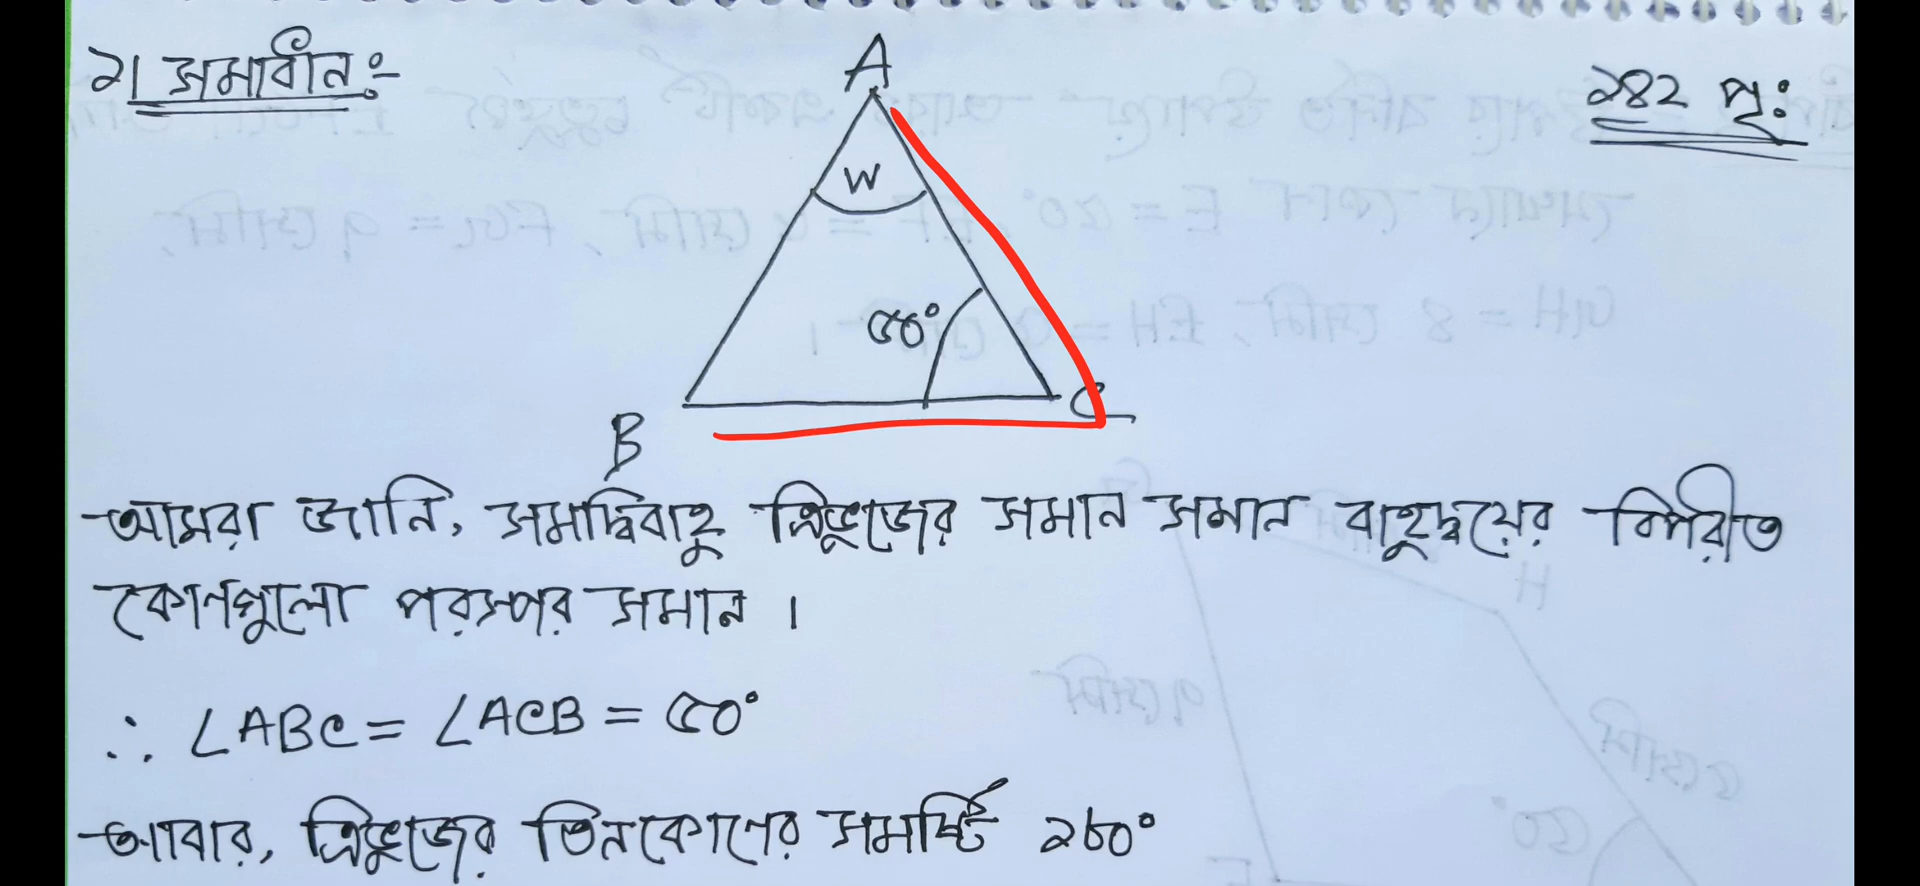 ১। সমাধান ঃ-
১৪২ পৃঃ
A
W
৫০°
B
C
আমরা জানি, সমদ্বিবাহু ত্রিভুজের সমান সমান বাহুদ্বয়ের বিপরীত
কোণগুলো পরস্পর সমান ।
∴ ∠ABC = ∠ACB = ৫০°
আবার, ত্রিভুজের তিনকোণের সমষ্টি ১৮০°